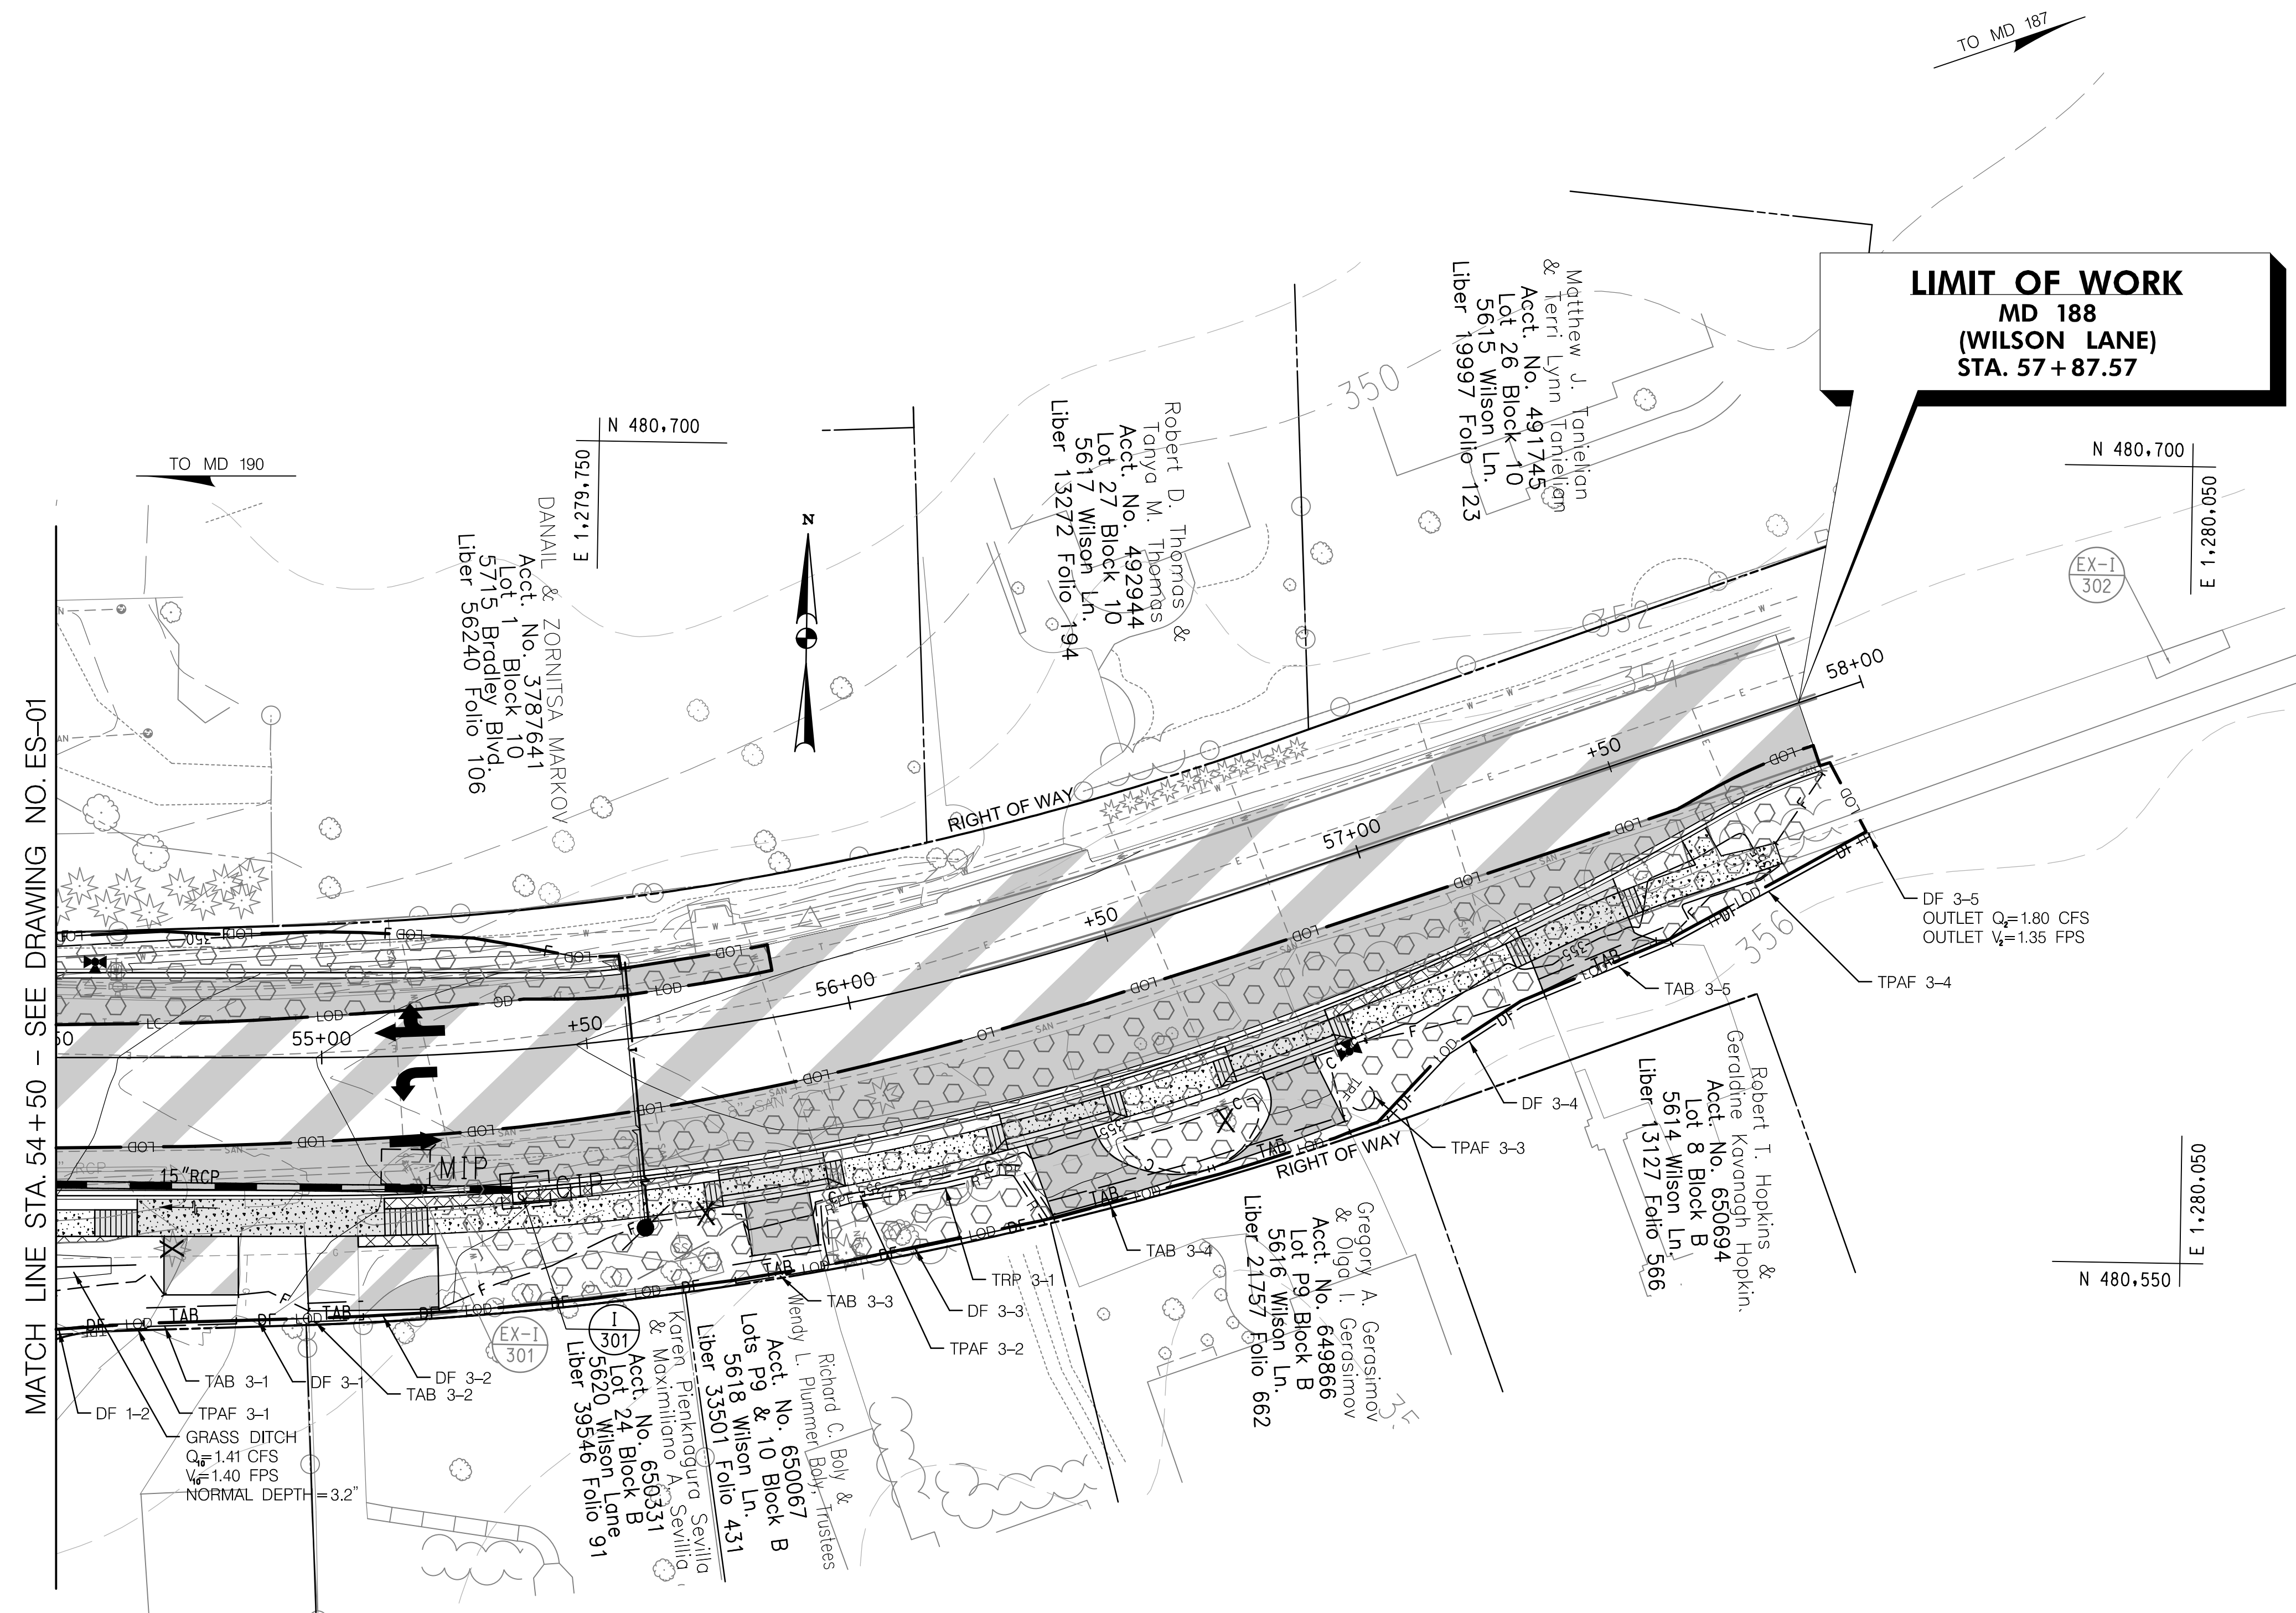 TO MD 187
LIMIT OF WORK
MD 188
(WILSON LANE)
STA. 57+87.57
TO MD 190
N 480,700
E 1,279,750
N
N 480,700
E 1,280,050
EX-I
302
MATCH LINE STA. 54+50 - SEE DRAWING NO. ES-01
DANAIL & ZORNITSA MARKOV
Acct. No. 3787641
Lot 1 Block 10
5715 Bradley Blvd.
Liber 56240 Folio 106
Robert D. Thomas &
Tanya M. Thomas
Acct. No. 492944
Lot 27 Block 10
5617 Wilson Ln.
Liber 13272 Folio 194
Matthew J. Tanielian
& Terri Lynn Tanielian
Acct. No. 491745
Lot 26 Block 10
5615 Wilson Ln.
Liber 19997 Folio 123
350
352
354
356
RIGHT OF WAY
55+00
+50
56+00
+50
57+00
+50
58+00
15"RCP
MIP
DF 3-5
OUTLET Q2=1.80 CFS
OUTLET V2=1.35 FPS
TPAF 3-4
TAB 3-5
DF 3-4
TPAF 3-3
RIGHT OF WAY
TAB 3-4
TRP 3-1
TAB 3-3
DF 3-3
TPAF 3-2
I
301
EX-I
301
DF 3-2
TAB 3-2
DF 3-1
TAB 3-1
TPAF 3-1
DF 1-2
GRASS DITCH
Q10=1.41 CFS
V10=1.40 FPS
NORMAL DEPTH=3.2"
Acct. No. 650331
Lot 24 Block B
5620 Wilson Lane
Liber 39546 Folio 91
Karen Pienknagura Sevilla
& Maximiliano A. Sevillia
Liber 33501 Folio 431
5618 Wilson Ln.
Lots P9 & 10 Block B
Acct. No. 650067
Wendy L. Plummer Boly, Trustees
Richard C. Boly &
Gregory A. Gerasimov
& Olga I. Gerasimov
Acct. No. 649866
Lot P9 Block B
5616 Wilson Ln.
Liber 21757 Folio 662
Robert T. Hopkins &
Geraldine Kavanagh Hopkin.
Acct. No. 650694
Lot 8 Block B
5614 Wilson Ln.
Liber 13127 Folio 566
E 1,280,050
N 480,550